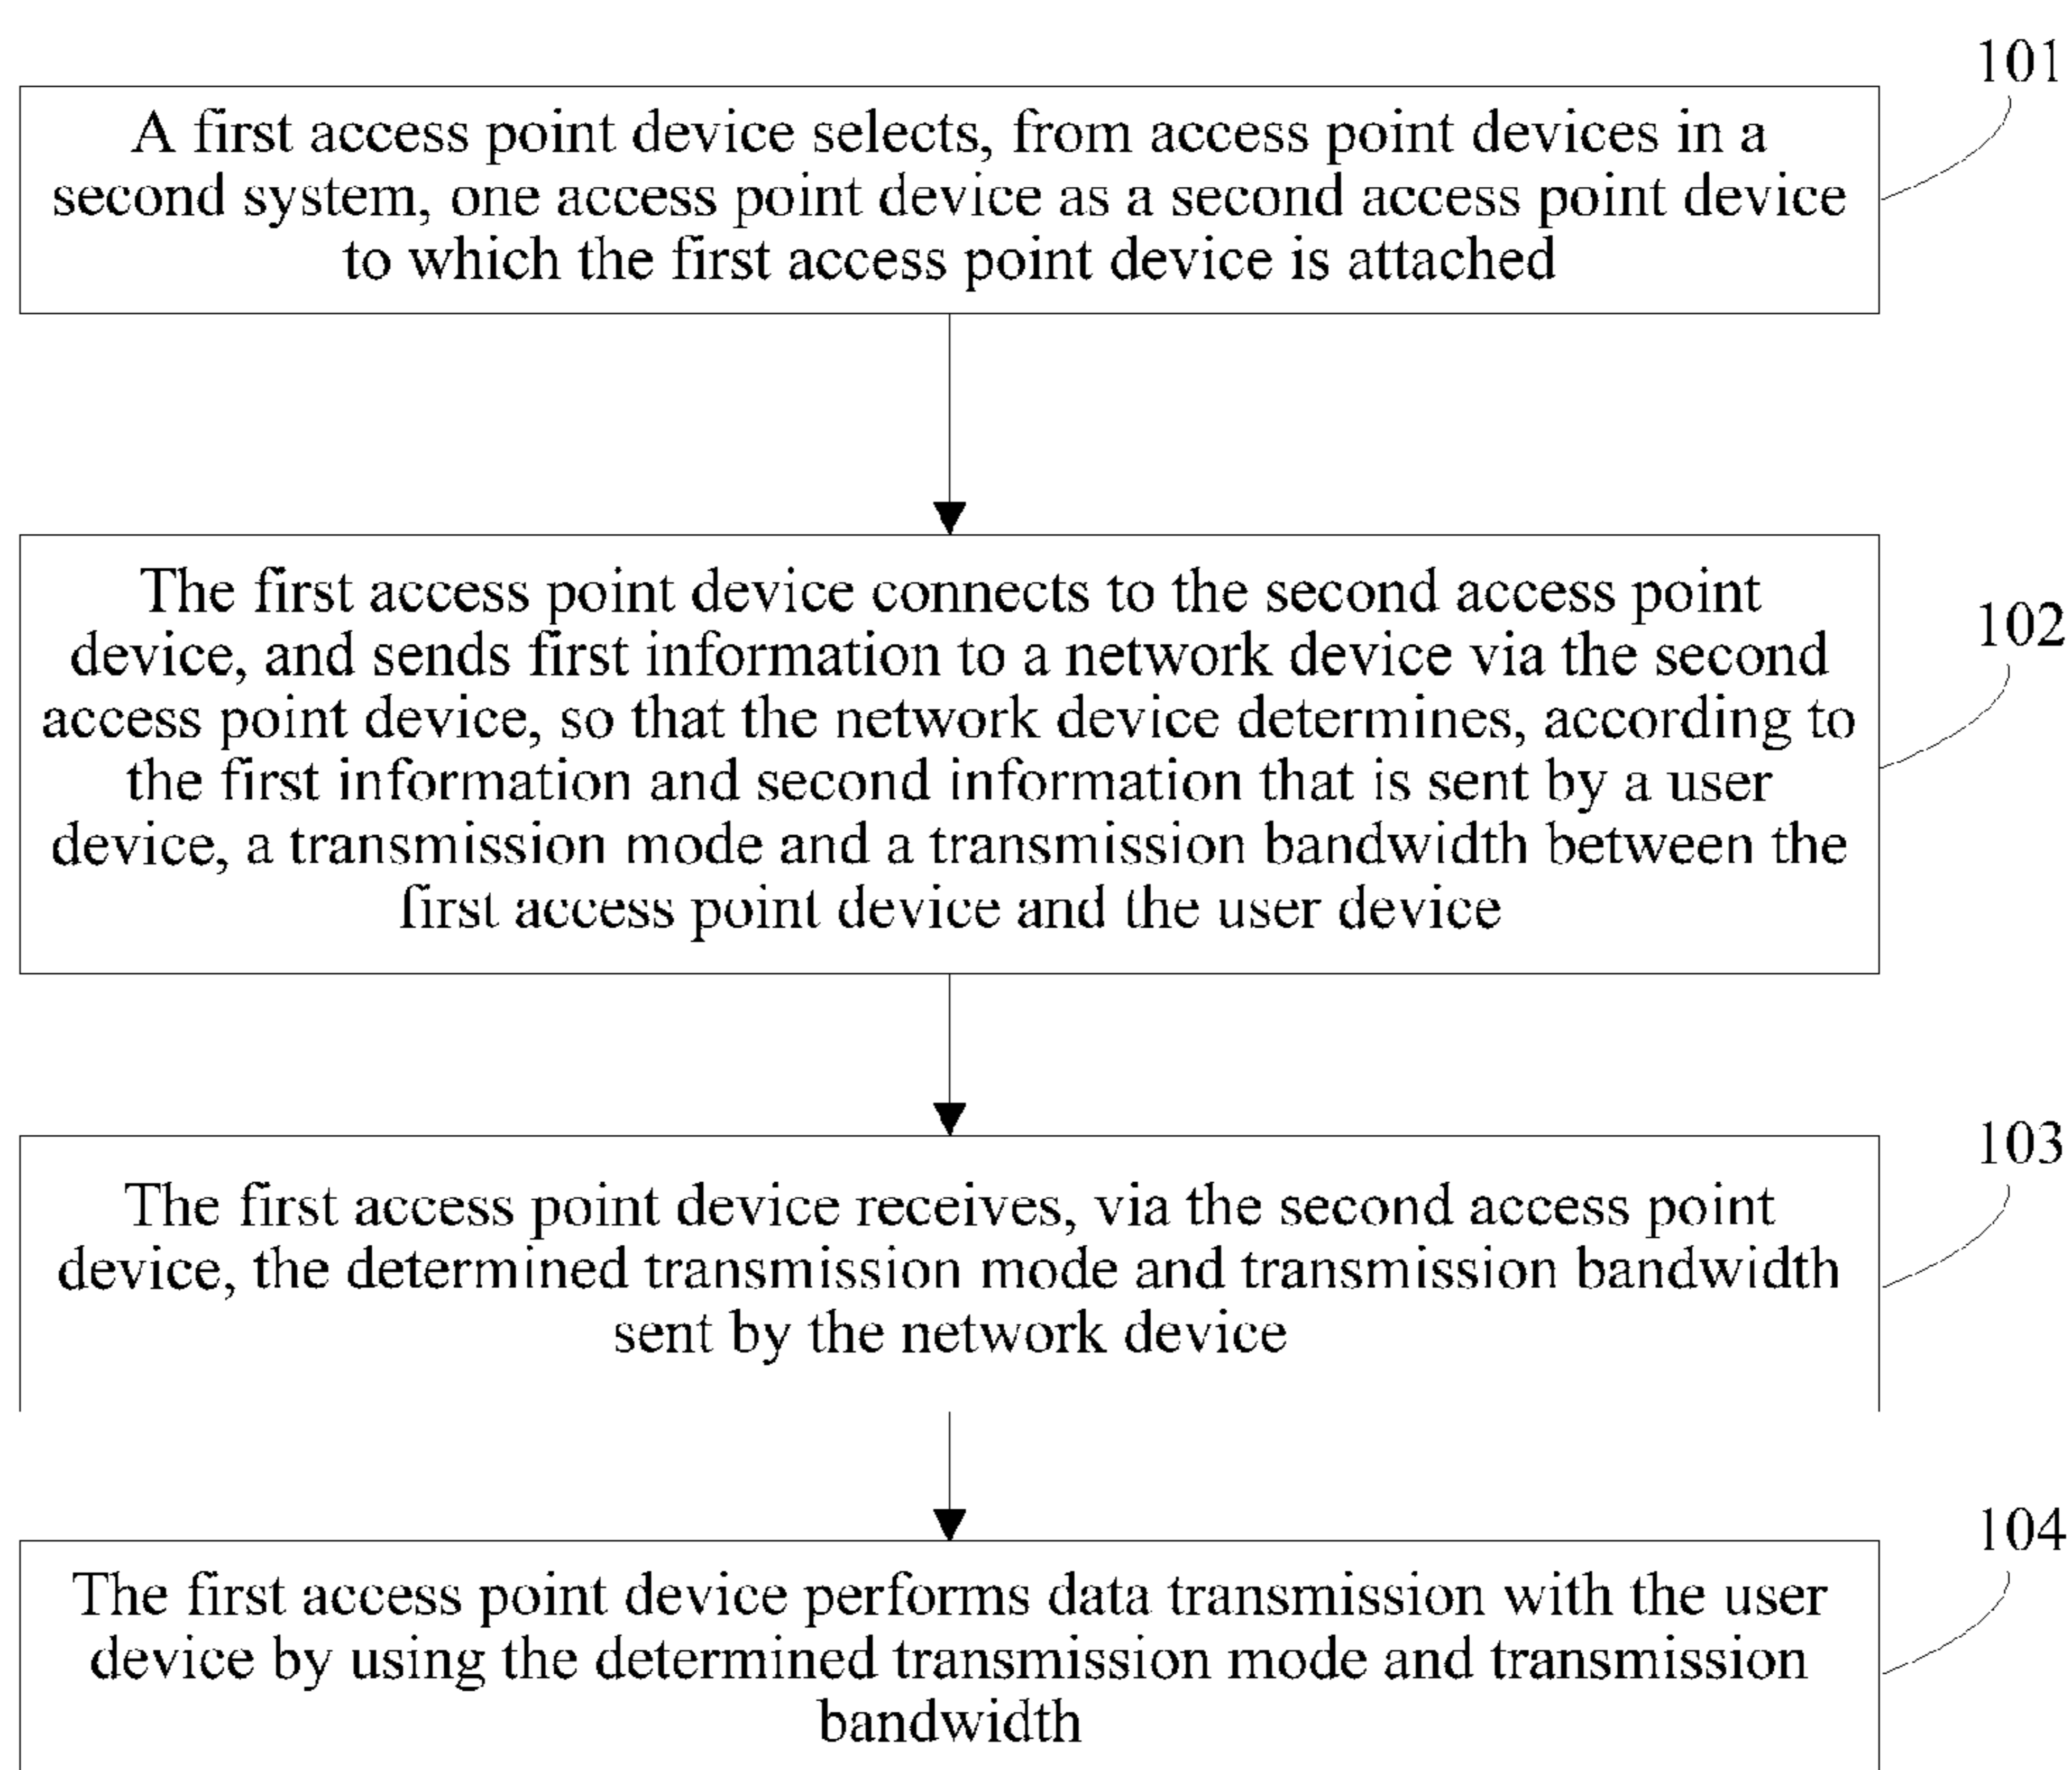 101
A first access point device selects, from access point devices in a
second system, one access point device as a second access point device
to which the first access point device is attached
The first access point device connects to the second access point
device, and sends first information to a network device via the second
access point device, so that the network device determines, according to
the first information and second information that is sent by a user
device, a transmission mode and a transmission bandwidth between the
first access point device and the user device
102
The first access point device receives, via the second access point
device, the determined transmission mode and transmission bandwidth
sent by the network device
103
The first access point device performs data transmission with the user
device by using the determined transmission mode and transmission
bandwidth
104